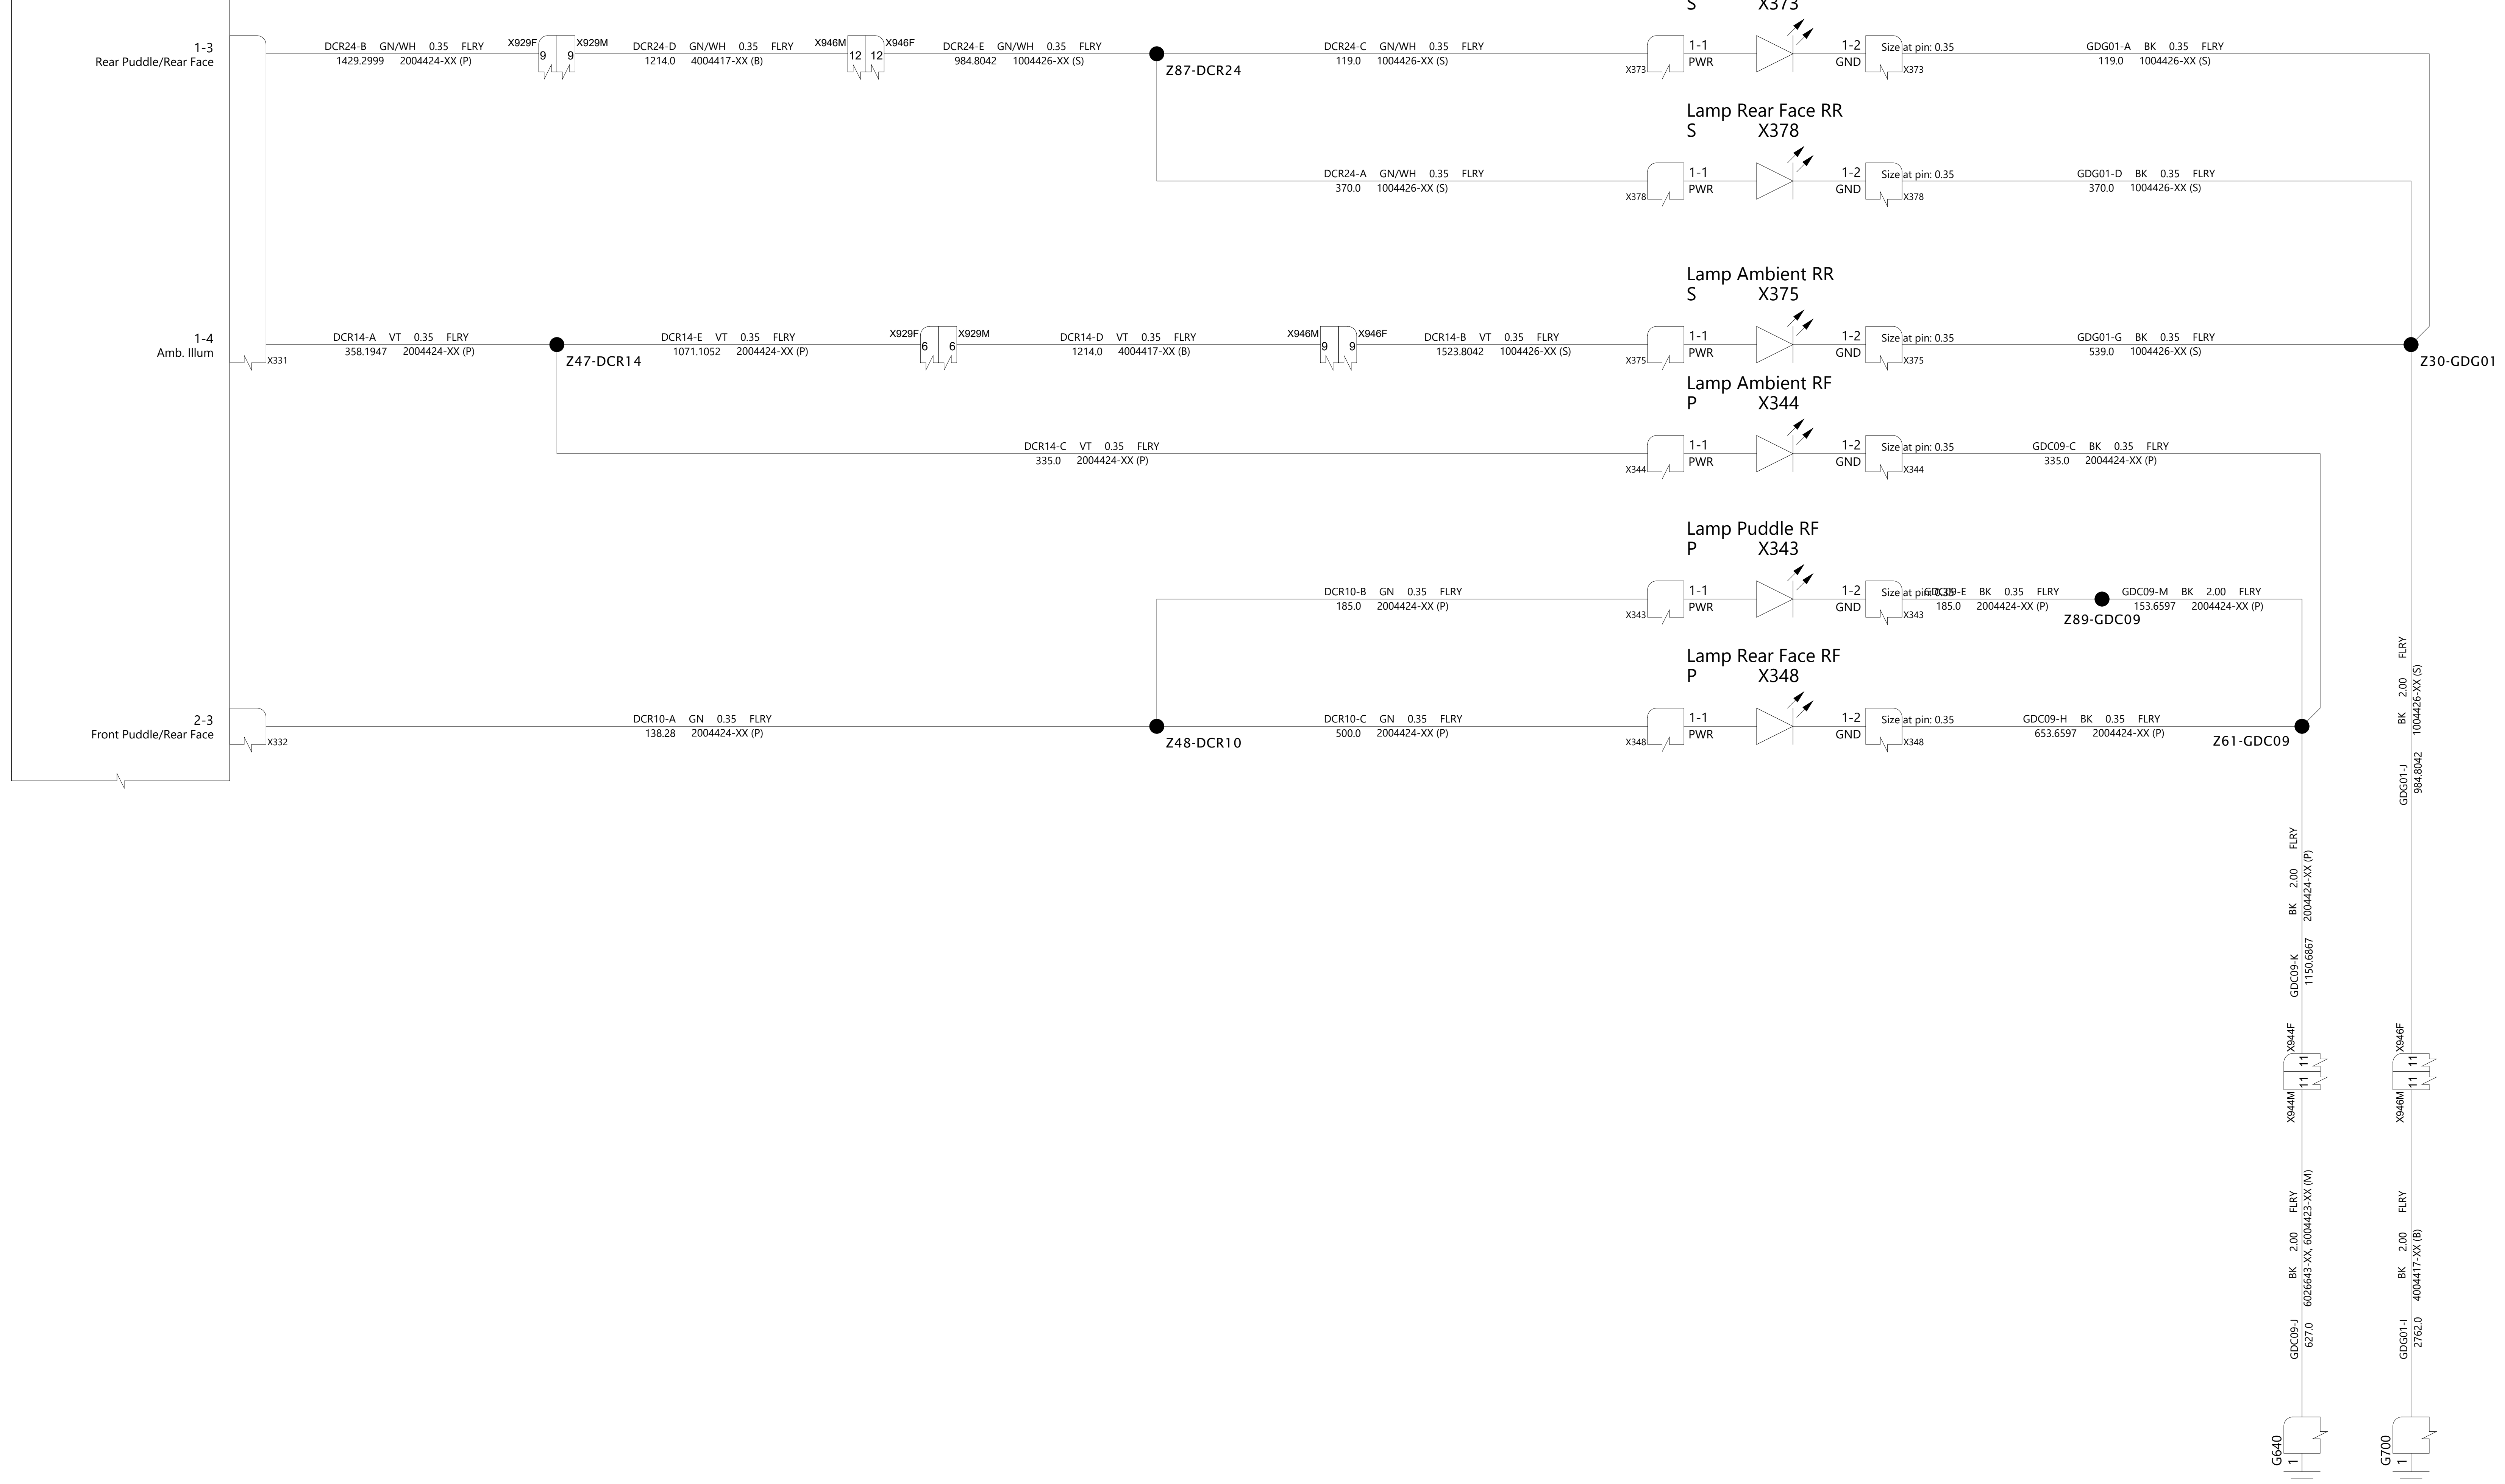 S X373
1-3
Rear Puddle/Rear Face
DCR24-B GN/WH 0.35 FLRY
1429.2999 2004424-XX (P)
X929F 9 9 X929M
DCR24-D GN/WH 0.35 FLRY
1214.0 4004417-XX (B)
X946M 12 12 X946F
DCR24-E GN/WH 0.35 FLRY
984.8042 1004426-XX (S)
Z87-DCR24
DCR24-C GN/WH 0.35 FLRY
119.0 1004426-XX (S)
X373
1-1
PWR
1-2
GND
Size at pin: 0.35
X373
GDG01-A BK 0.35 FLRY
119.0 1004426-XX (S)
Lamp Rear Face RR
S X378
DCR24-A GN/WH 0.35 FLRY
370.0 1004426-XX (S)
X378
1-1
PWR
1-2
GND
Size at pin: 0.35
X378
GDG01-D BK 0.35 FLRY
370.0 1004426-XX (S)
Lamp Ambient RR
S X375
1-4
Amb. Illum
X331
DCR14-A VT 0.35 FLRY
358.1947 2004424-XX (P)
Z47-DCR14
DCR14-E VT 0.35 FLRY
1071.1052 2004424-XX (P)
X929F 6 6 X929M
DCR14-D VT 0.35 FLRY
1214.0 4004417-XX (B)
X946M 9 9 X946F
DCR14-B VT 0.35 FLRY
1523.8042 1004426-XX (S)
X375
1-1
PWR
1-2
GND
Size at pin: 0.35
X375
GDG01-G BK 0.35 FLRY
539.0 1004426-XX (S)
Z30-GDG01
Lamp Ambient RF
P X344
DCR14-C VT 0.35 FLRY
335.0 2004424-XX (P)
X344
1-1
PWR
1-2
GND
Size at pin: 0.35
X344
GDC09-C BK 0.35 FLRY
335.0 2004424-XX (P)
Lamp Puddle RF
P X343
DCR10-B GN 0.35 FLRY
185.0 2004424-XX (P)
X343
1-1
PWR
1-2
GND
Size at pin: 0.35
X343
GDC09-E BK 0.35 FLRY
185.0 2004424-XX (P)
Z89-GDC09
GDC09-M BK 2.00 FLRY
153.6597 2004424-XX (P)
Lamp Rear Face RF
P X348
2-3
Front Puddle/Rear Face
X332
DCR10-A GN 0.35 FLRY
138.28 2004424-XX (P)
Z48-DCR10
DCR10-C GN 0.35 FLRY
500.0 2004424-XX (P)
X348
1-1
PWR
1-2
GND
Size at pin: 0.35
X348
GDC09-H BK 0.35 FLRY
653.6597 2004424-XX (P)
Z61-GDC09
GDG01-J BK 2.00 FLRY
984.8042 1004426-XX (S)
GDC09-K BK 2.00 FLRY
1150.6867 2004424-XX (P)
X944F
11
11
X944M
X946F
11
11
X946M
GDC09-J BK 2.00 FLRY
627.0 6026643-XX, 6004423-XX (M)
GDG01-I BK 2.00 FLRY
2762.0 4004417-XX (B)
G640
1
G700
1